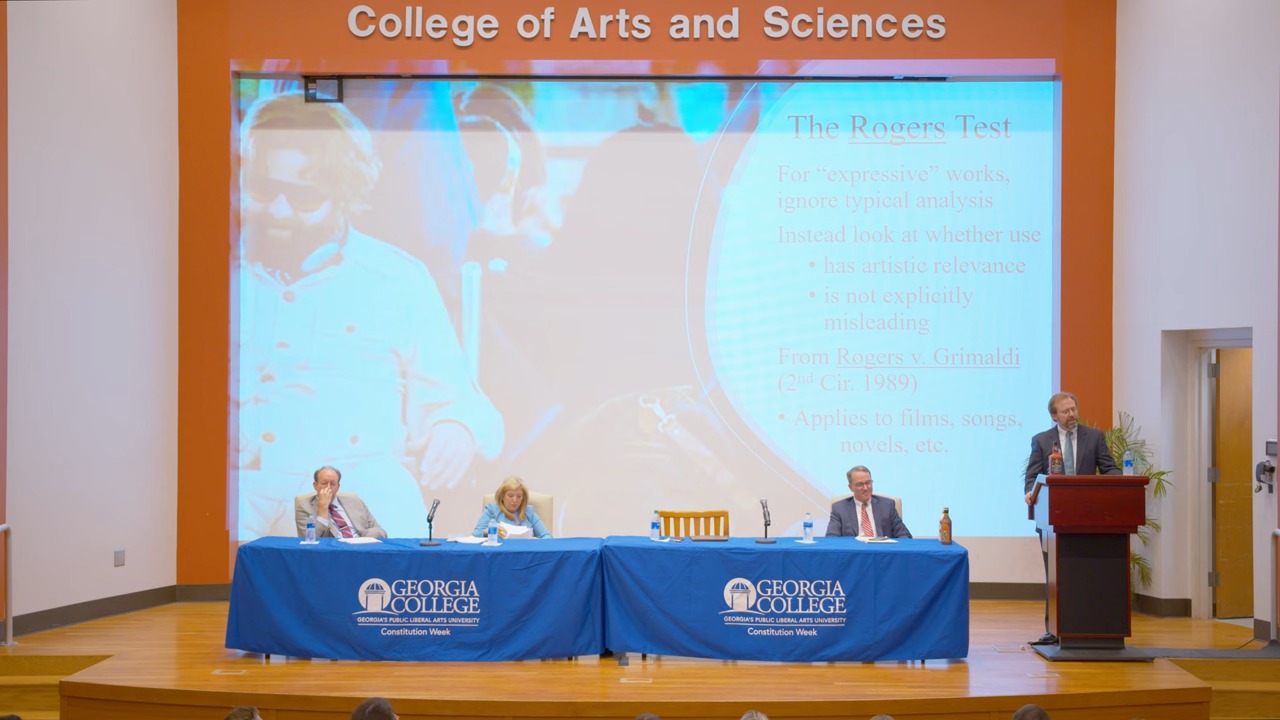 College of Arts and Sciences
The Rogers Test
For “expressive” works,
ignore typical analysis
Instead look at whether use
• has artistic relevance
• is not explicitly
misleading
From Rogers v. Grimaldi
(2nd Cir. 1989)
• Applies to films, songs,
novels, etc.
GEORGIA
COLLEGE
GEORGIA'S PUBLIC LIBERAL ARTS UNIVERSITY
Constitution Week
GEORGIA
COLLEGE
GEORGIA'S PUBLIC LIBERAL ARTS UNIVERSITY
Constitution Week